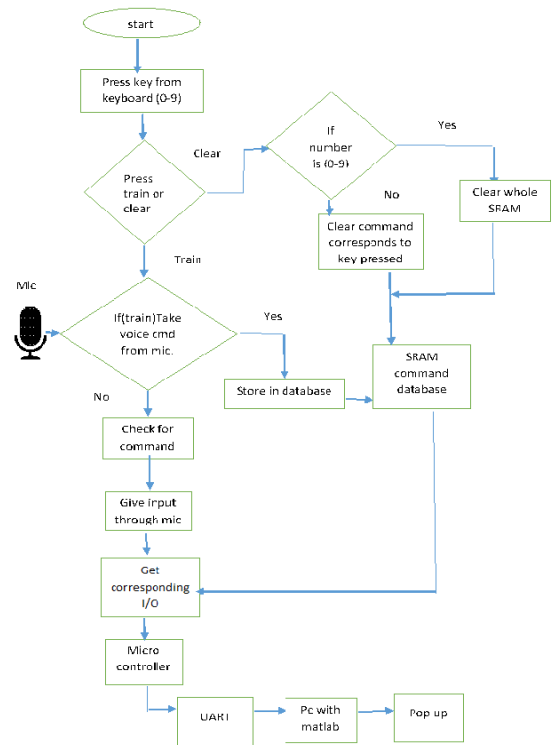 start
Press key from
keyboard (0-9)
If
number
is (0-9)
Yes
Clear
Press
train or
clear
No
Clear whole
SRAM
Clear command
corresponds to
key pressed
Train
Mic
If(train)Take
voice cmd
from mic.
Yes
SRAM
command
database
Store in database
No
Check for
command
Give input
through mic
Get
corresponding
I/O
Micro
controller
UART
Pc with
matlab
Pop up